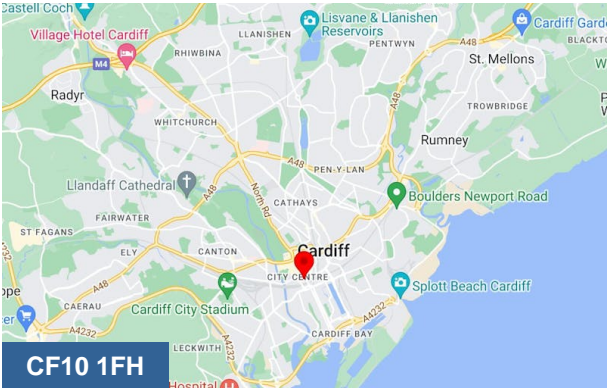 Castell Coch
Lisvane & Llanishen
Reservoirs
Cardiff Gard
Village Hotel Cardiff
LLANISHEN
PENTWYN
A48
BLACKT
RHIWBINA
M4
St. Mellons
W
Radyr
A48
TROWBRIDGE
WHITCHURCH
Rumney
A48
PEN-Y-LAN
Llandaff Cathedral
A48
North Rd
Boulders Newport Road
CATHAYS
FAIRWATER
ST FAGANS
ELY
CANTON
Cardiff
CITY CENTRE
A48
ope
Splott Beach Cardiff
CAERAU
Cardiff City Stadium
A4232
cer
A4232
CARDIFF BAY
LECKWITH
A4232
CF10 1FH
Hospital